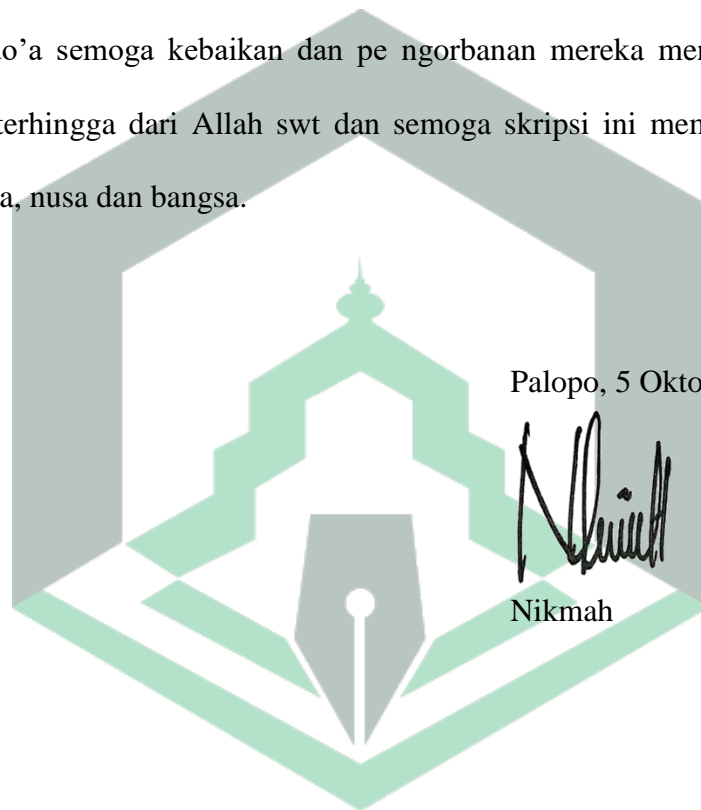 do’a semoga kebaikan dan pe ngorbanan mereka men
terhingga dari Allah swt dan semoga skripsi ini men
a, nusa dan bangsa.
Palopo, 5 Okto
Nikmah